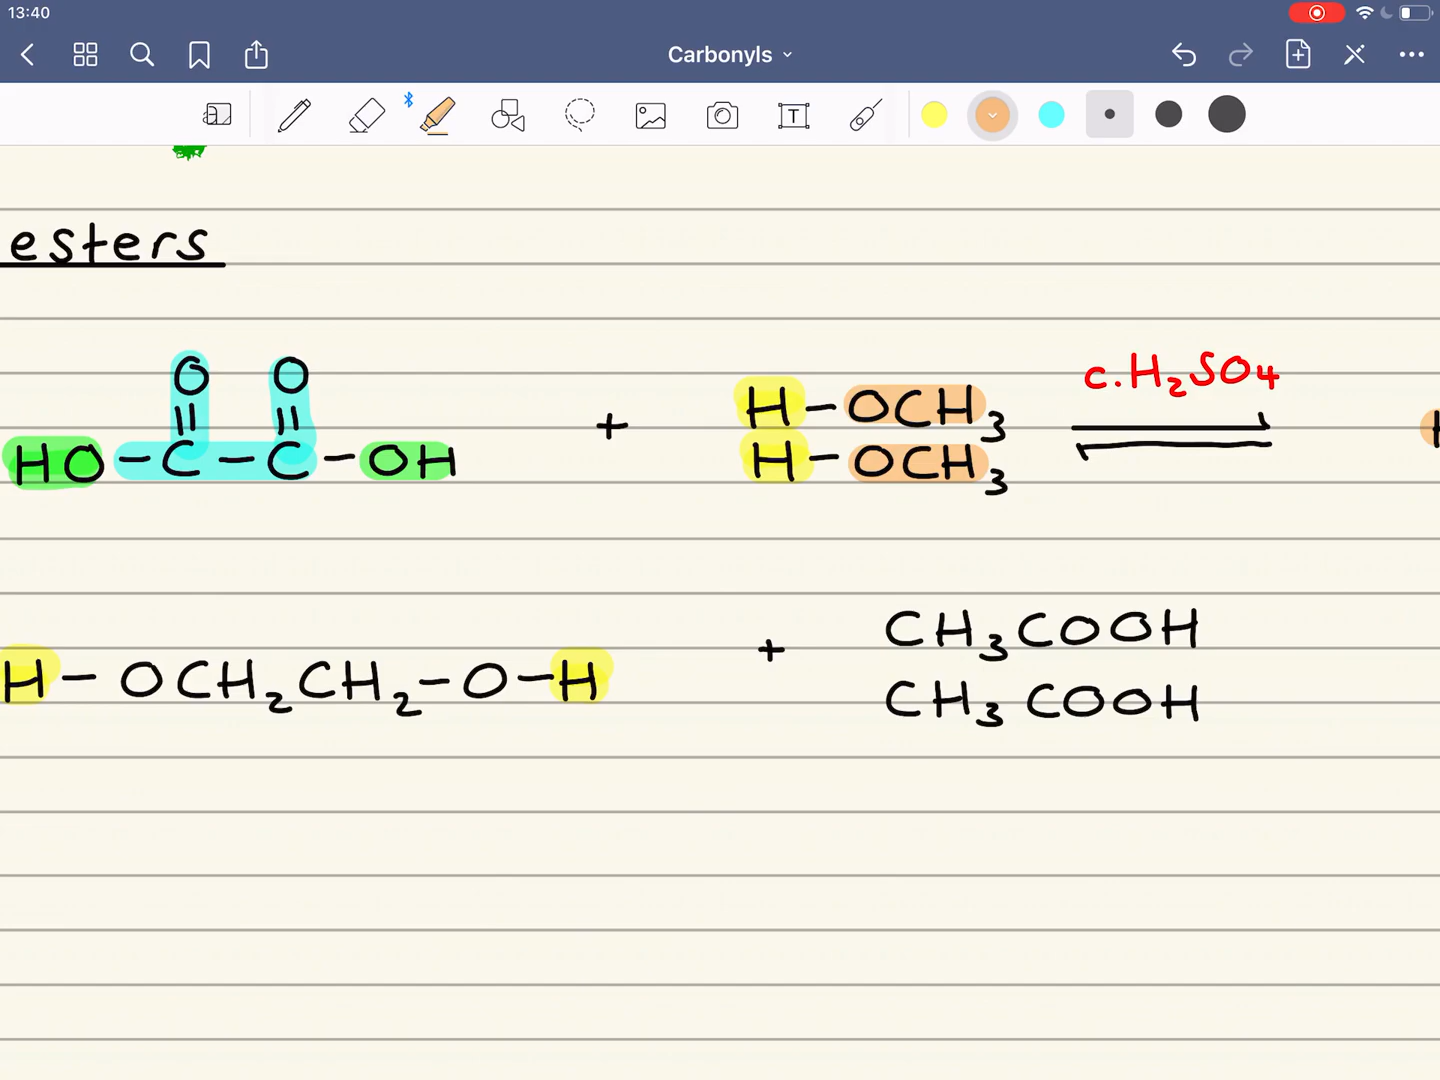 13:40
Carbonyls
T
esters
O O
c.H₂SO₄
H-OCH₃
HO-C-C-OH + ⇌
H-OCH₃
CH₃COOH
H-OCH₂CH₂-O-H +
CH₃COOH